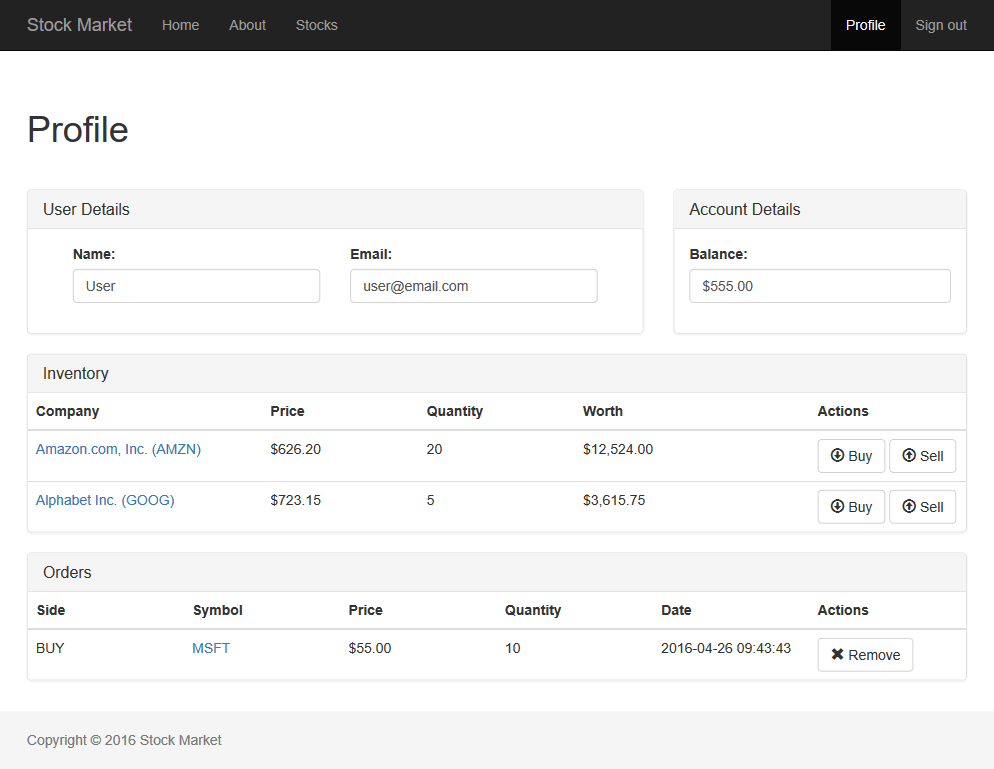 Stock Market Home About Stocks Profile Sign out
Profile
User Details
Name: Email:
User user@email.com
Account Details
Balance:
$555.00
Inventory
Company Price Quantity Worth Actions
Amazon.com, Inc. (AMZN) $626.20 20 $12,524.00 Buy Sell
Alphabet Inc. (GOOG) $723.15 5 $3,615.75 Buy Sell
Orders
Side Symbol Price Quantity Date Actions
BUY MSFT $55.00 10 2016-04-26 09:43:43 Remove
Copyright © 2016 Stock Market